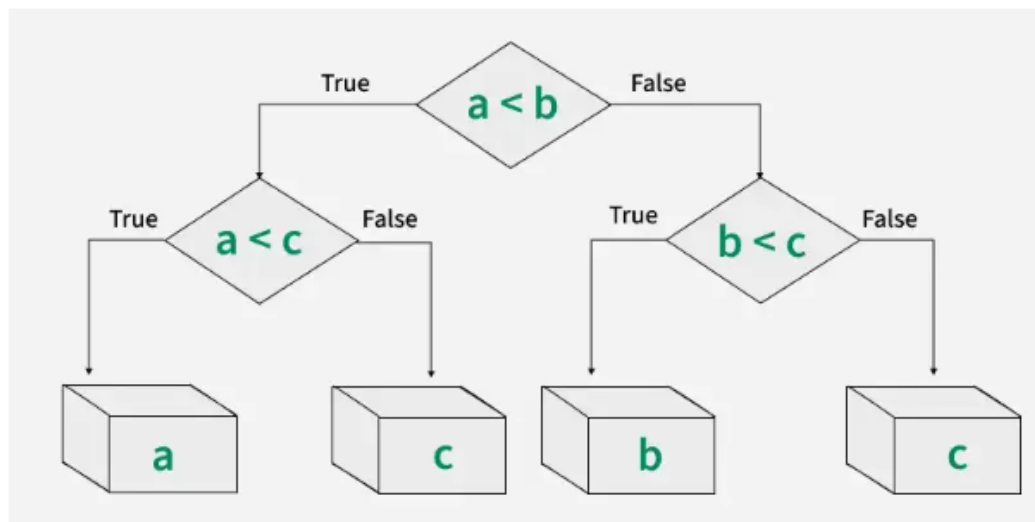 True
a < b
False
True
a < c
False
True
b < c
False
a
c
b
c